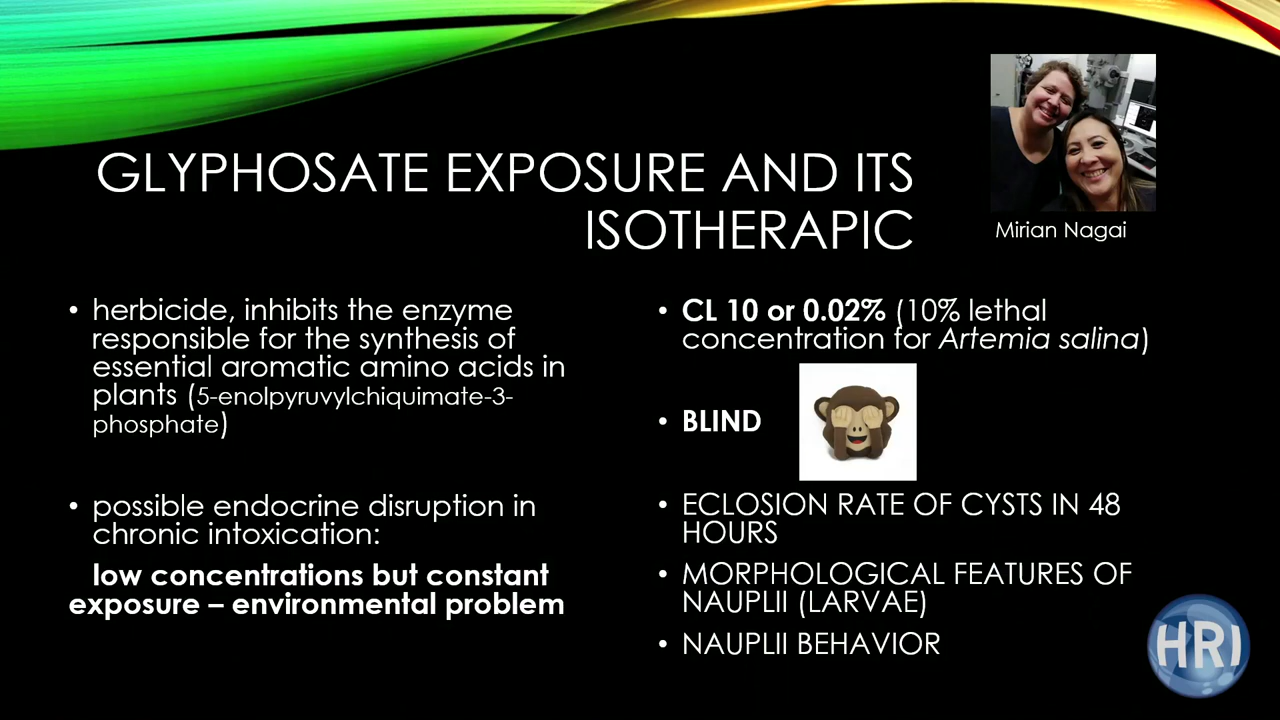 GLYPHOSATE EXPOSURE AND ITS
ISOTHERAPIC
Mirian Nagai
• herbicide, inhibits the enzyme
responsible for the synthesis of
essential aromatic amino acids in
plants (5-enolpyruvylchiquimate-3-
phosphate)
• possible endocrine disruption in
chronic intoxication:
low concentrations but constant
exposure – environmental problem
• CL 10 or 0.02% (10% lethal
concentration for Artemia salina)
• BLIND
• ECLOSION RATE OF CYSTS IN 48
HOURS
• MORPHOLOGICAL FEATURES OF
NAUPLII (LARVAE)
• NAUPLII BEHAVIOR
HRI